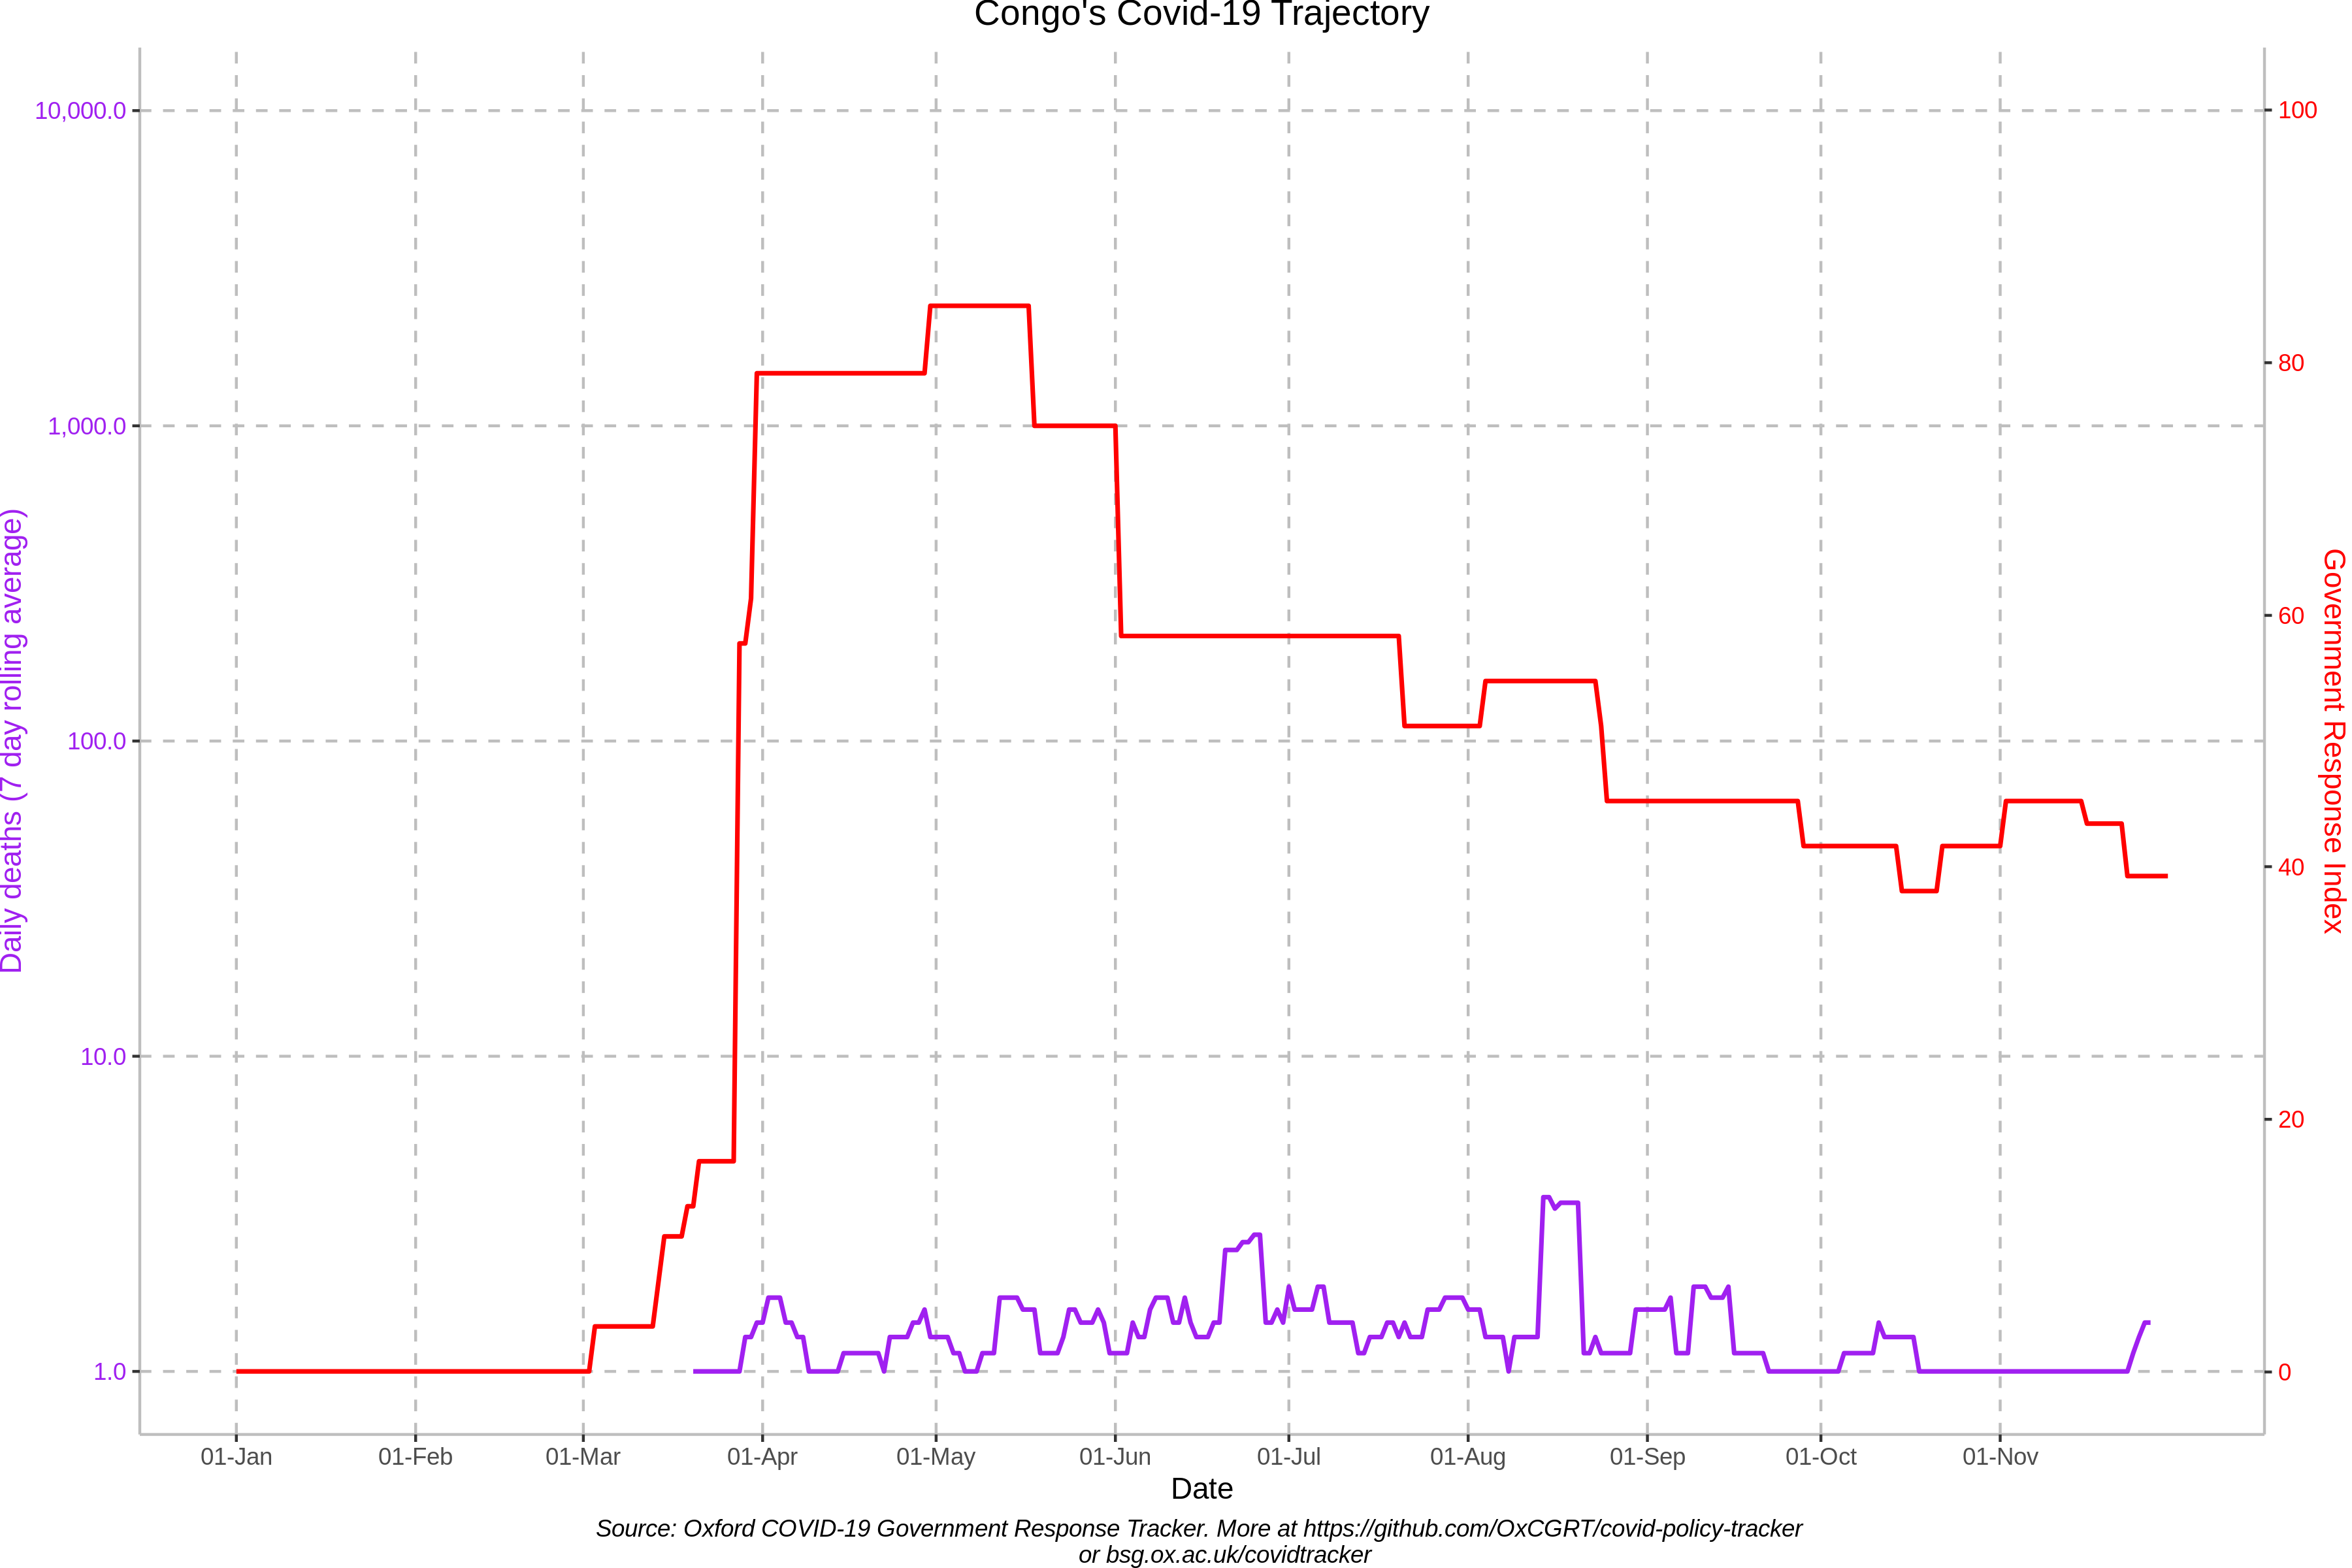 Congo's Covid-19 Trajectory
10,000.0
1,000.0
100.0
10.0
1.0
Daily deaths (7 day rolling average)
100
80
60
40
20
0
Government Response Index
01-Jan
01-Feb
01-Mar
01-Apr
01-May
01-Jun
01-Jul
01-Aug
01-Sep
01-Oct
01-Nov
Date
Source: Oxford COVID-19 Government Response Tracker. More at https://github.com/OxCGRT/covid-policy-tracker
or bsg.ox.ac.uk/covidtracker